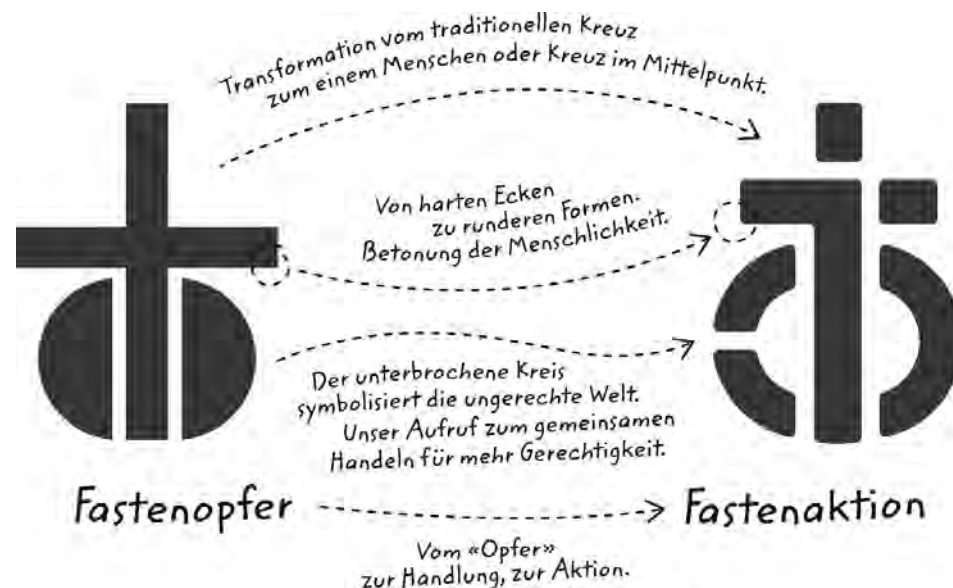 Transformation vom traditionellen Kreuz
zum einem Menschen oder Kreuz im Mittelpunkt.
Von harten Ecken
zu runderen Formen.
Betonung der Menschlichkeit.
Der unterbrochene Kreis
symbolisiert die ungerechte Welt.
Unser Aufruf zum gemeinsamen
Handeln für mehr Gerechtigkeit.
Fastenopfer
Fastenaktion
Vom «Opfer»
zur Handlung, zur Aktion.